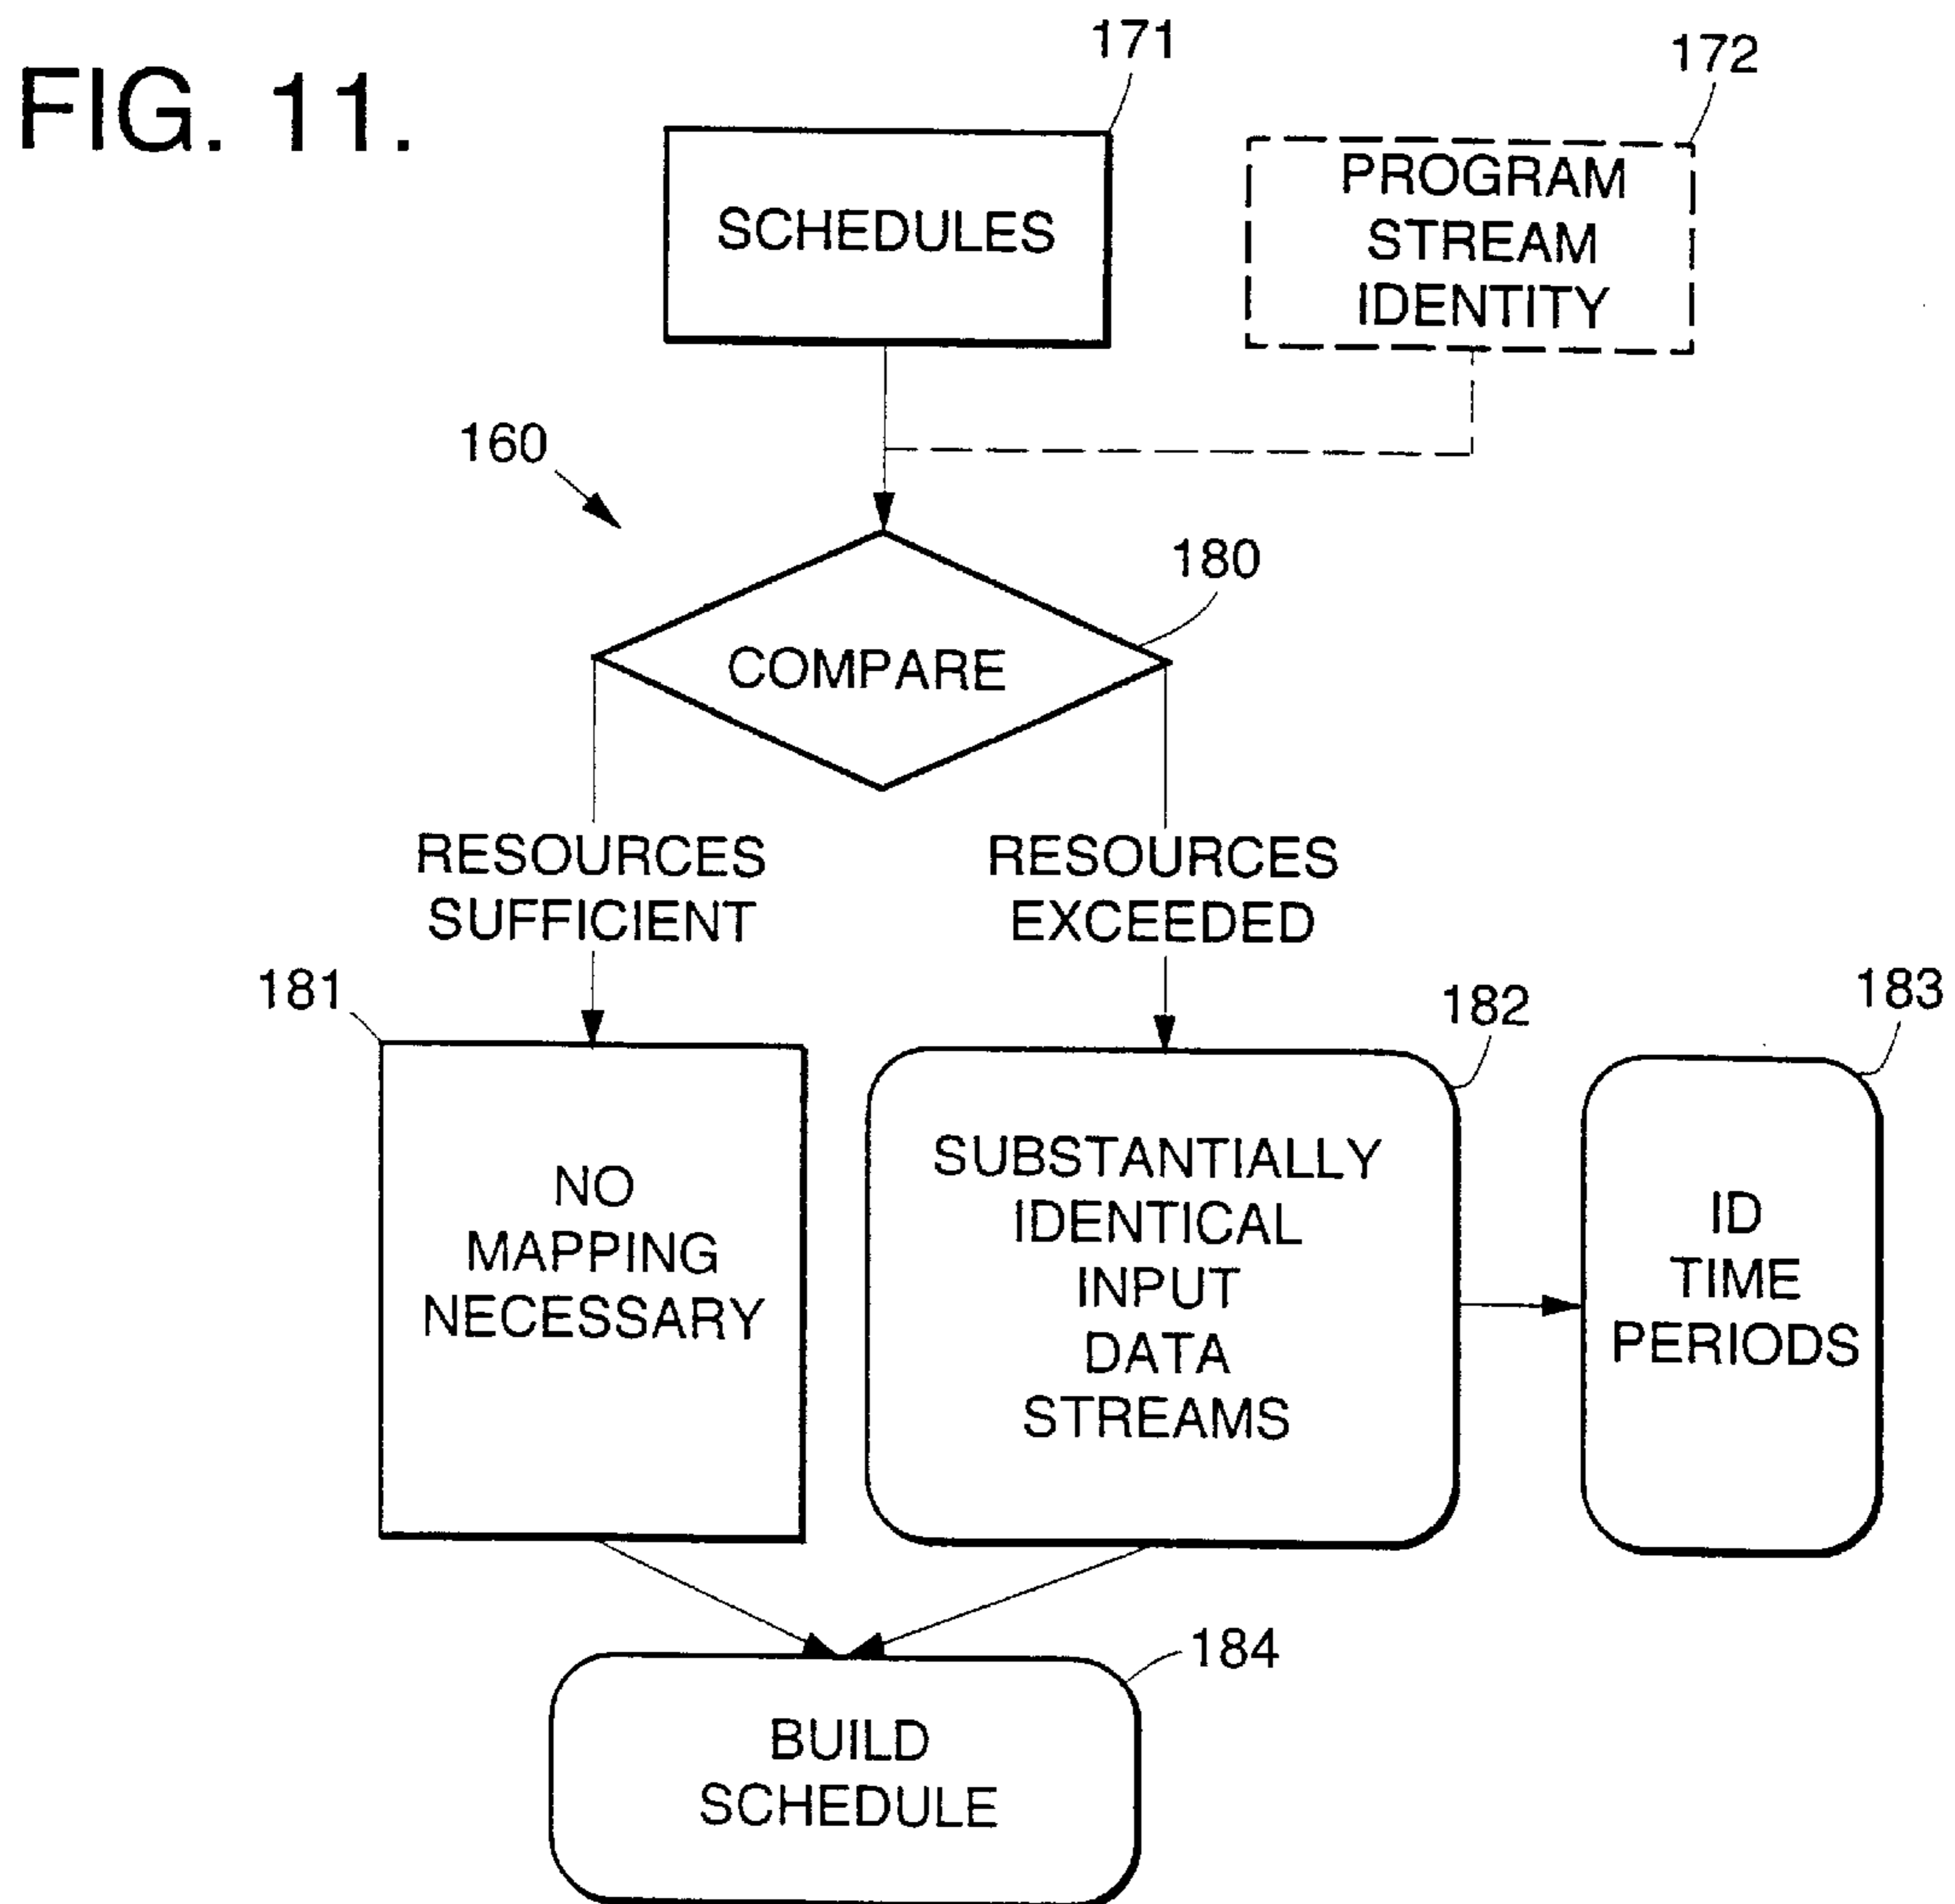 FIG. 11.
171
172
SCHEDULES
PROGRAM
STREAM
IDENTITY
160
180
COMPARE
RESOURCES
SUFFICIENT
RESOURCES
EXCEEDED
181
182
183
NO
MAPPING
NECESSARY
SUBSTANTIALLY
IDENTICAL
INPUT
DATA
STREAMS
ID
TIME
PERIODS
184
BUILD
SCHEDULE